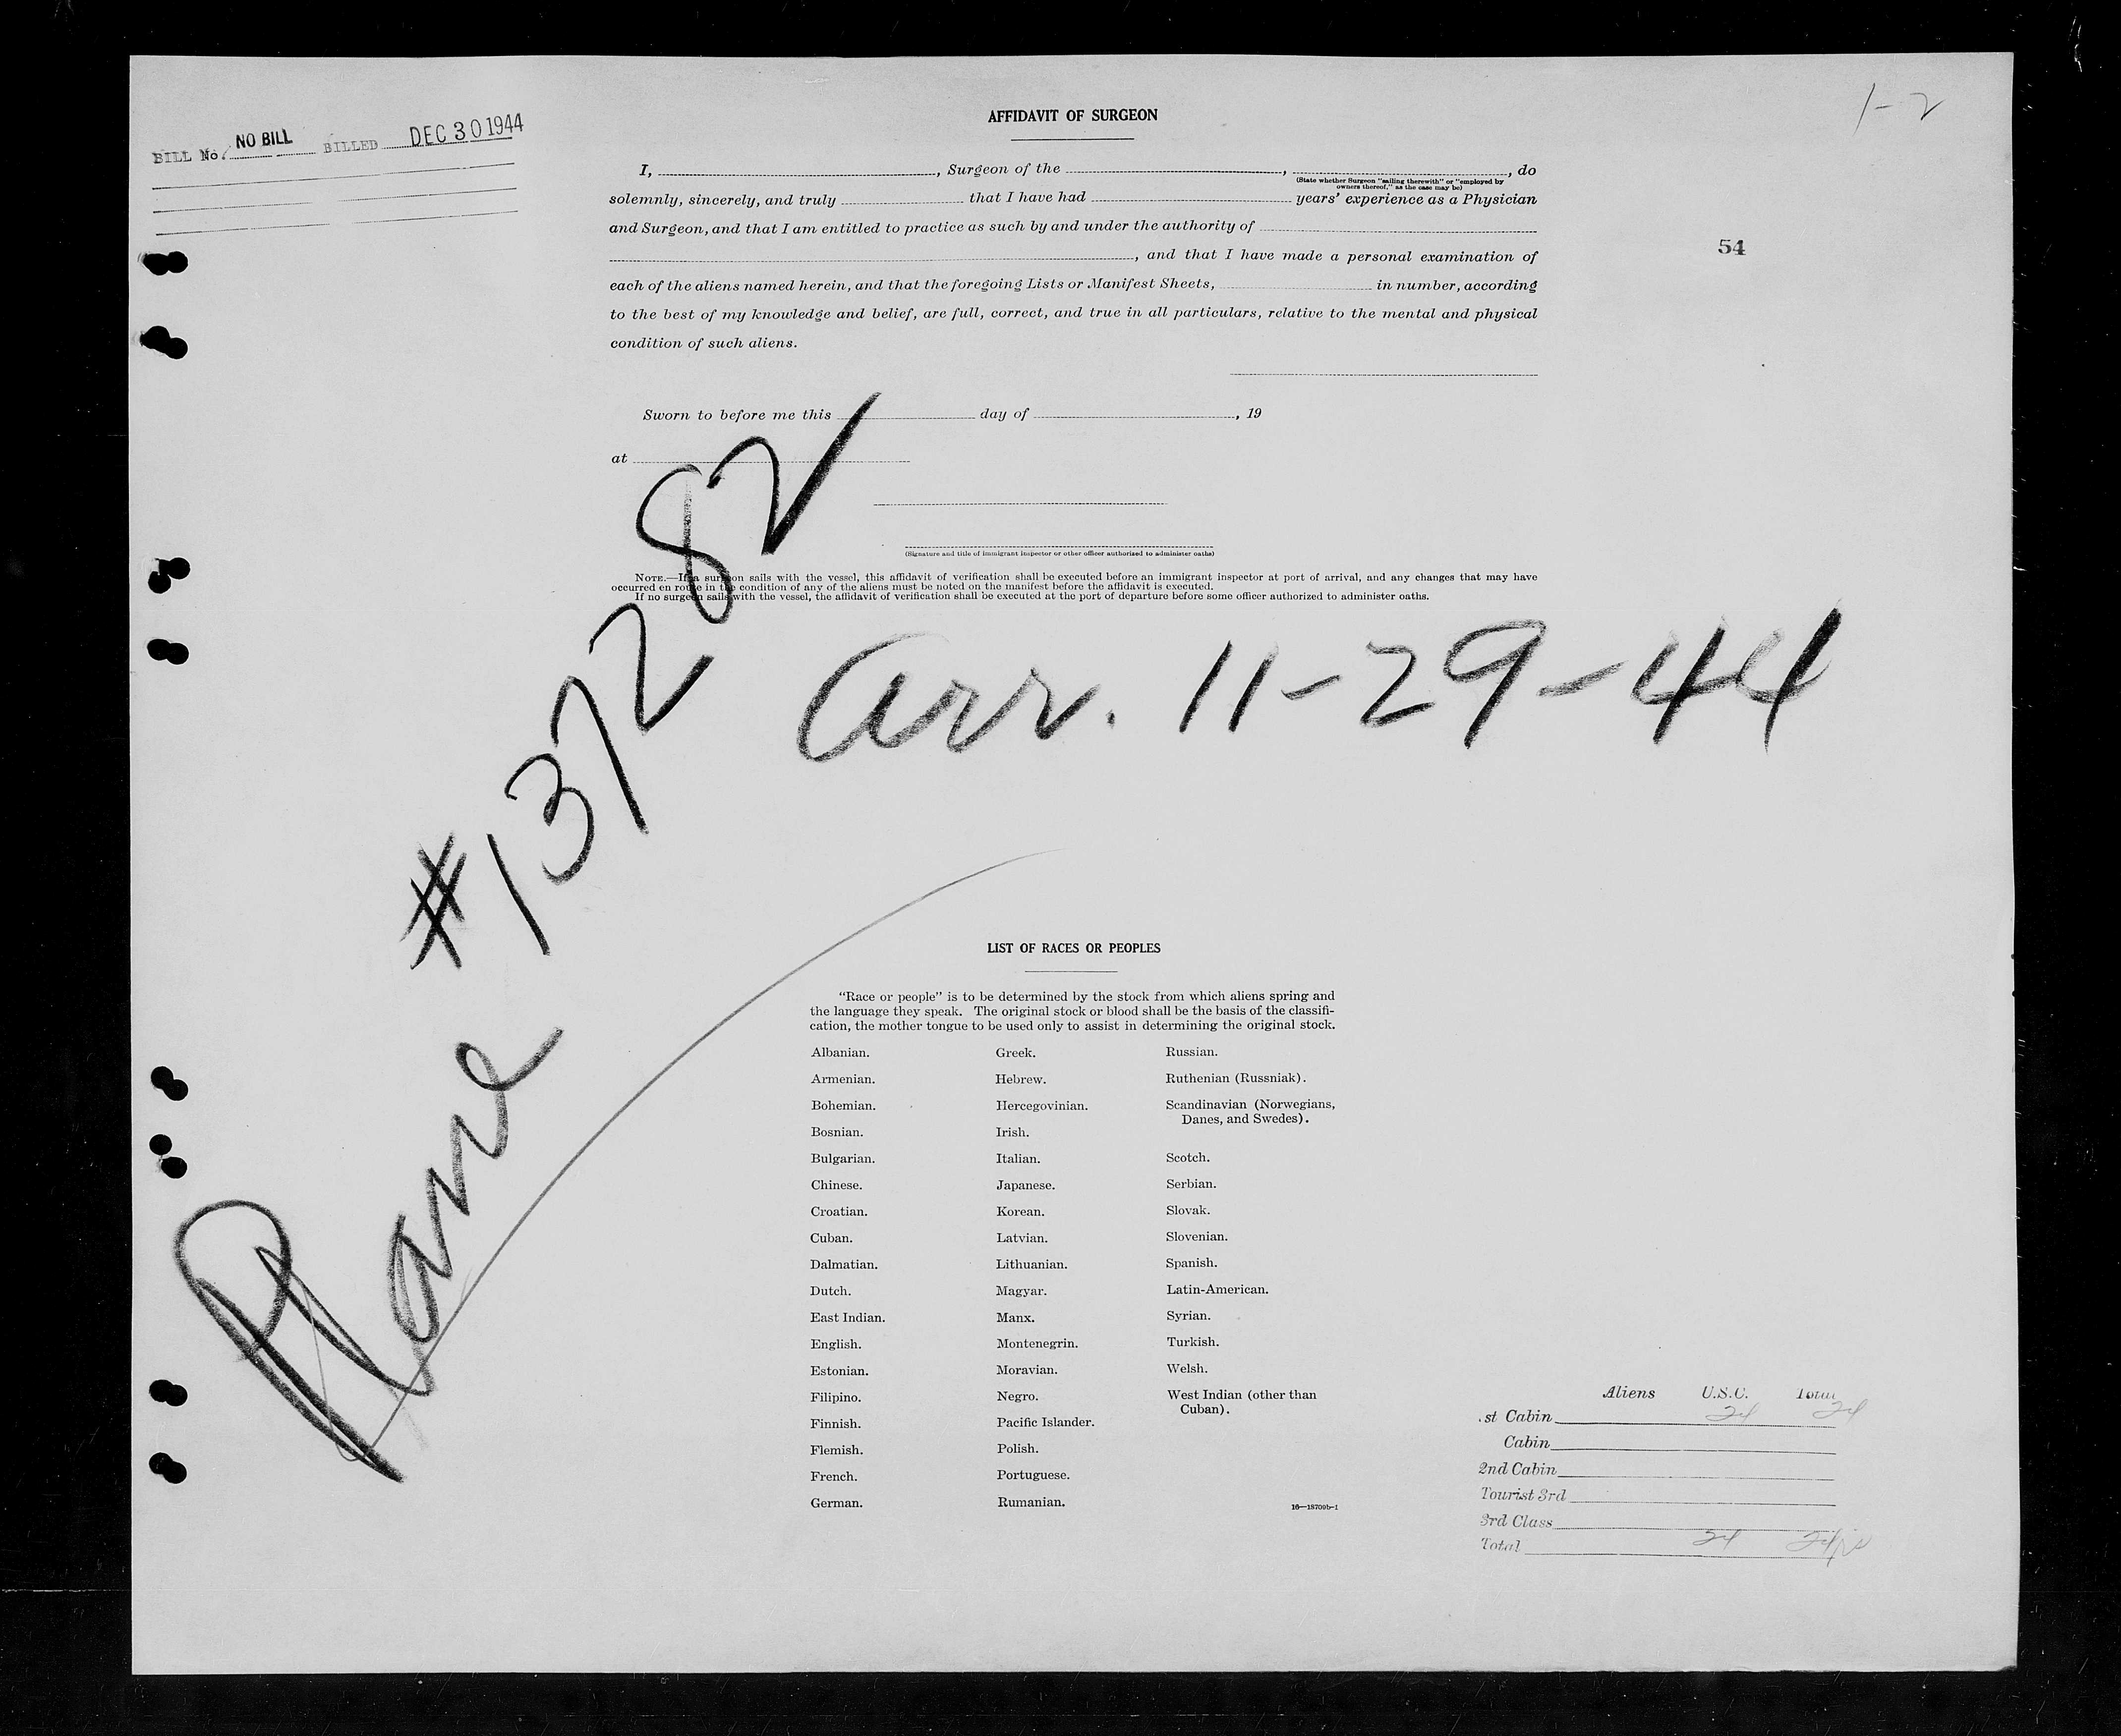 1-2
BILL No. NO BILL BILLED DEC 30 1944
AFFIDAVIT OF SURGEON
I, , Surgeon of the , , do
(State whether Surgeon "sailing therewith" or "employed by
owners thereof," as the case may be)
solemnly, sincerely, and truly that I have had years' experience as a Physician
and Surgeon, and that I am entitled to practice as such by and under the authority of
54
, and that I have made a personal examination of
each of the aliens named herein, and that the foregoing Lists or Manifest Sheets, in number, according
to the best of my knowledge and belief, are full, correct, and true in all particulars, relative to the mental and physical
condition of such aliens.
Sworn to before me this day of , 19
at
(Signature and title of immigrant inspector or other officer authorized to administer oaths)
NOTE.—If a surgeon sails with the vessel, this affidavit of verification shall be executed before an immigrant inspector at port of arrival, and any changes that may have
occurred en route in the condition of any of the aliens must be noted on the manifest before the affidavit is executed.
If no surgeon sails with the vessel, the affidavit of verification shall be executed at the port of departure before some officer authorized to administer oaths.
Plane #137282
arr. 11-29-44
LIST OF RACES OR PEOPLES
"Race or people" is to be determined by the stock from which aliens spring and
the language they speak. The original stock or blood shall be the basis of the classifi-
cation, the mother tongue to be used only to assist in determining the original stock.
Albanian.
Armenian.
Bohemian.
Bosnian.
Bulgarian.
Chinese.
Croatian.
Cuban.
Dalmatian.
Dutch.
East Indian.
English.
Estonian.
Filipino.
Finnish.
Flemish.
French.
German.
Greek.
Hebrew.
Hercegovinian.
Irish.
Italian.
Japanese.
Korean.
Latvian.
Lithuanian.
Magyar.
Manx.
Montenegrin.
Moravian.
Negro.
Pacific Islander.
Polish.
Portuguese.
Rumanian.
Russian.
Ruthenian (Russniak).
Scandinavian (Norwegians,
Danes, and Swedes).
Scotch.
Serbian.
Slovak.
Slovenian.
Spanish.
Latin-American.
Syrian.
Turkish.
Welsh.
West Indian (other than
Cuban).
16—18709b-1
Aliens U.S.C. Total
st Cabin 24 24
Cabin
2nd Cabin
Tourist 3rd
3rd Class
Total 24 24